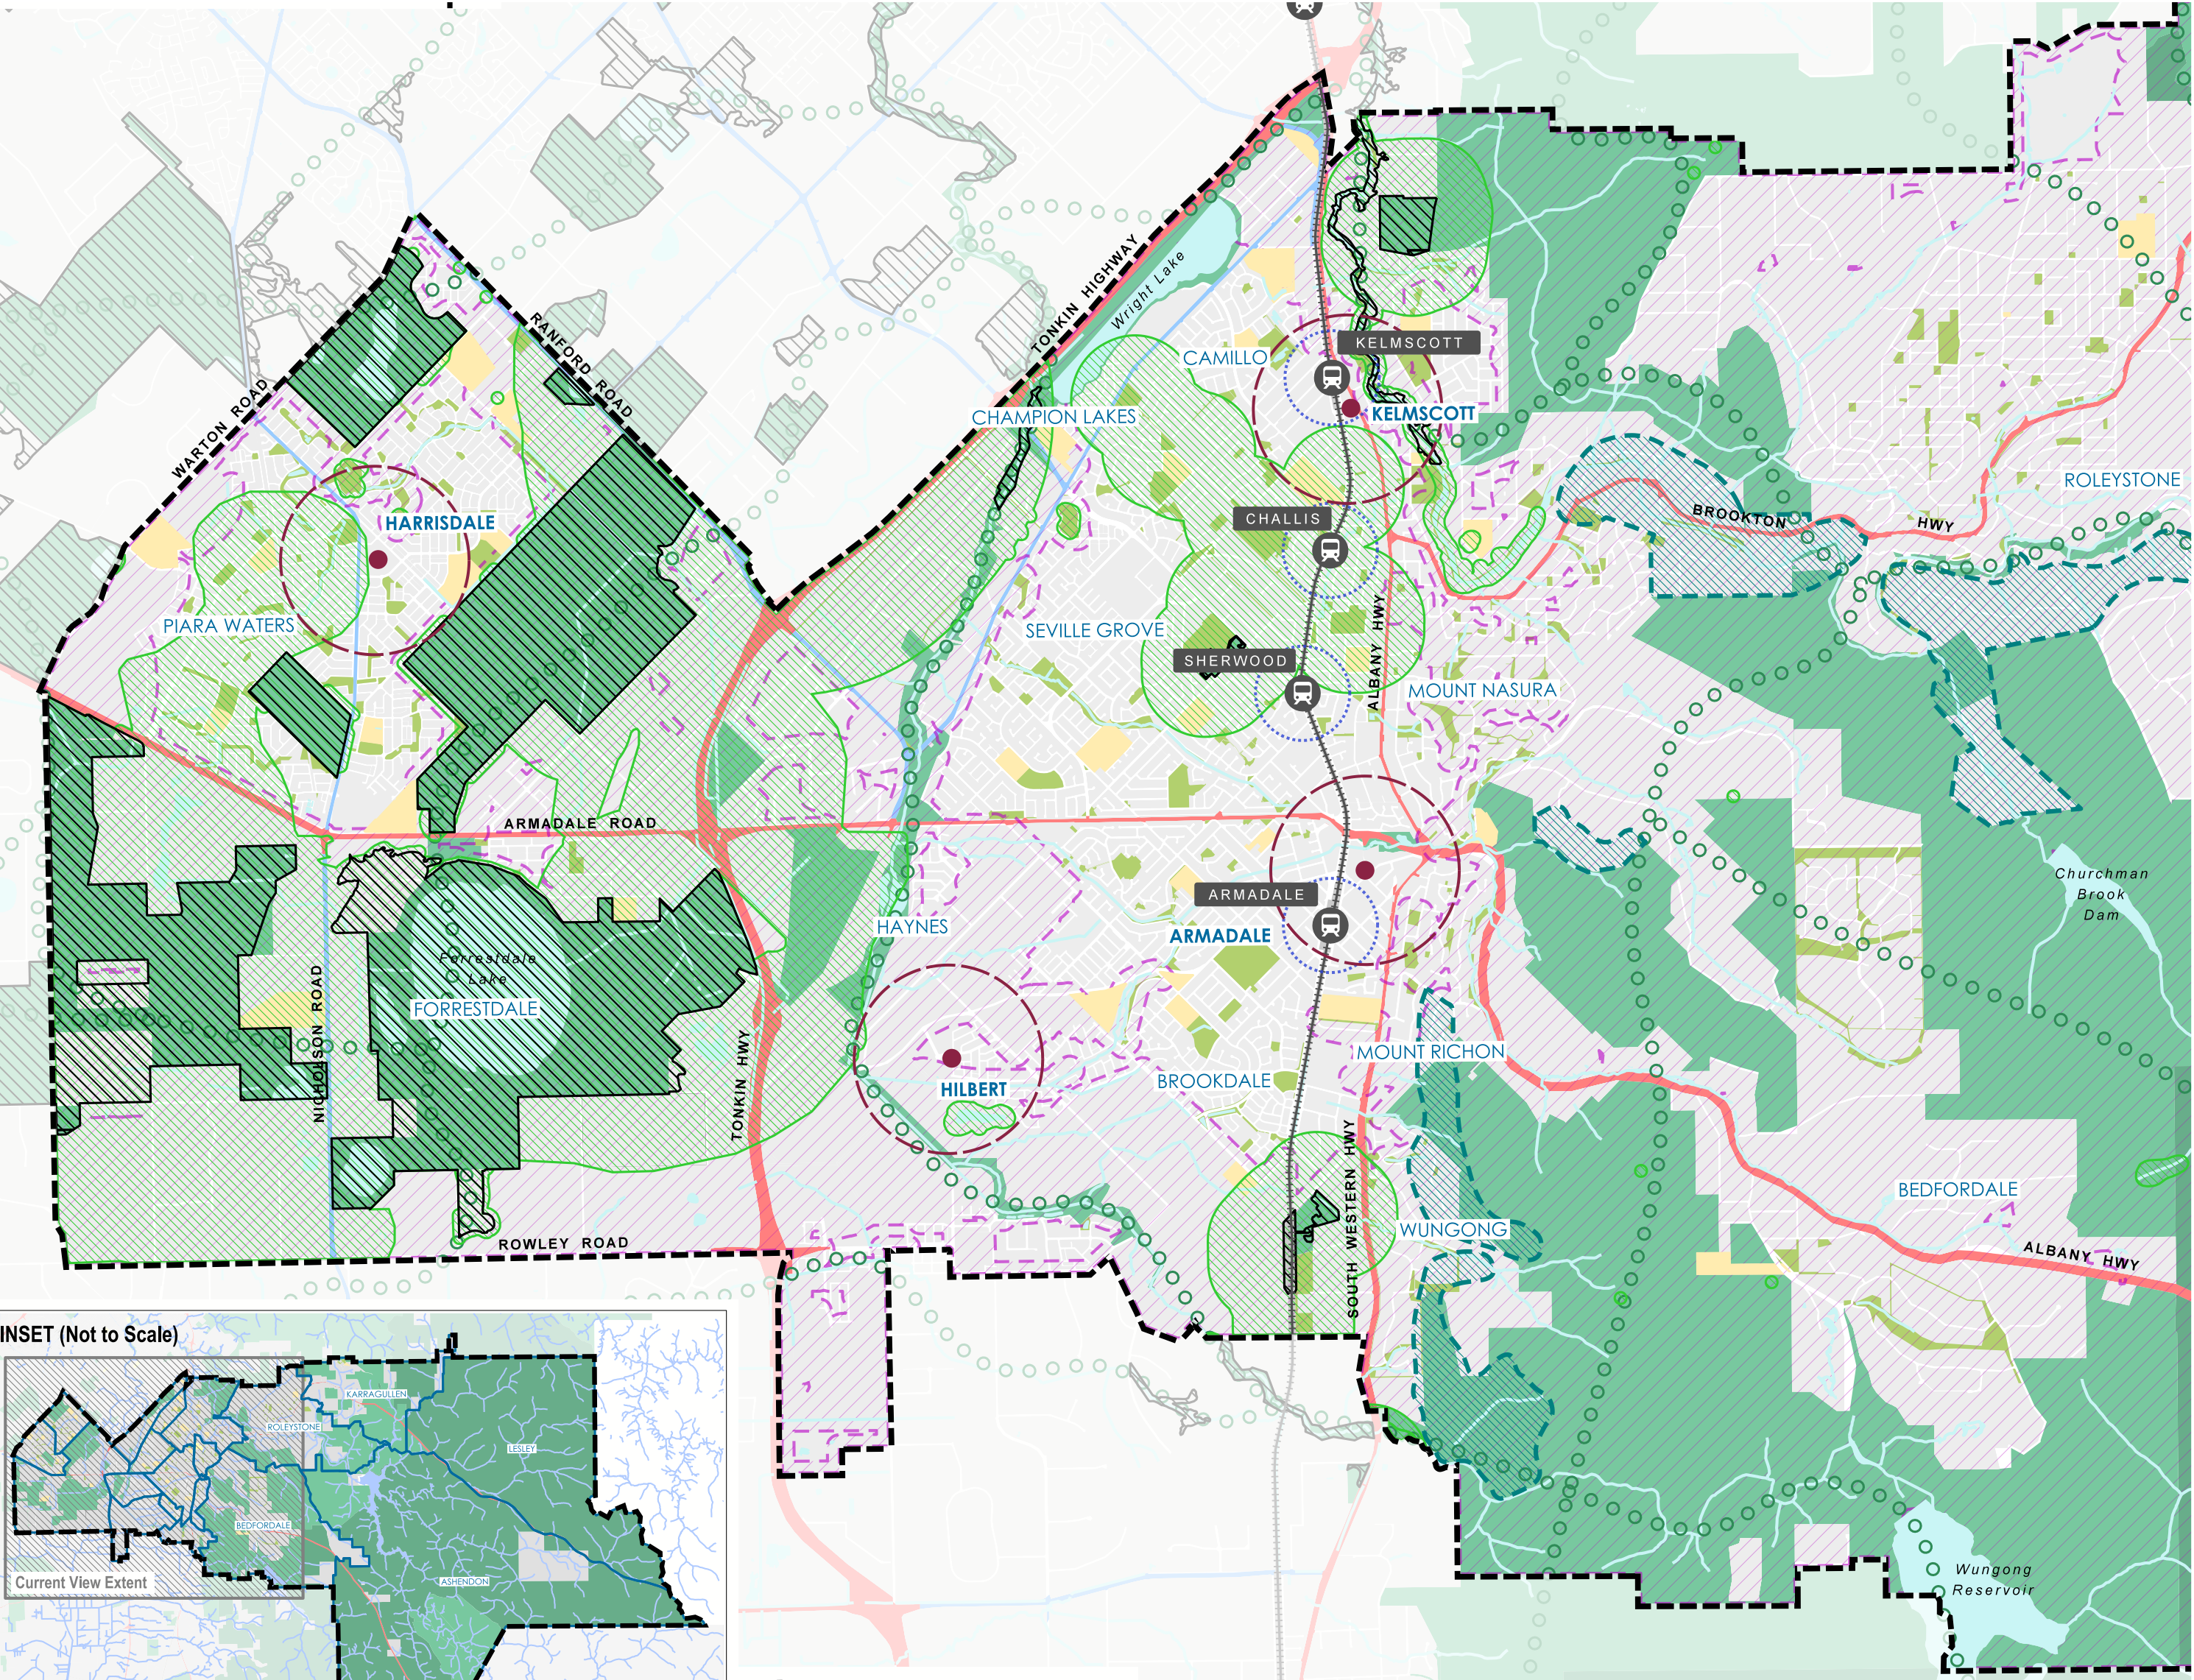 TONKIN HIGHWAY
Wright Lake
RANFORD ROAD
WARTON ROAD
KELMSCOTT
CAMILLO
CHAMPION LAKES
KELMSCOTT
ROLEYSTONE
BROOKTON HWY
CHALLIS
HARRISDALE
PIARA WATERS
SEVILLE GROVE
SHERWOOD
ALBANY HWY
MOUNT NASURA
ARMADALE ROAD
Churchman
Brook
Dam
ARMADALE
HAYNES
ARMADALE
Forrestdale
Lake
FORRESTDALE
NICHOLSON ROAD
TONKIN HWY
MOUNT RICHON
BROOKDALE
HILBERT
SOUTH WESTERN HWY
BEDFORDALE
WUNGONG
ROWLEY ROAD
ALBANY HWY
Wungong
Reservoir
INSET (Not to Scale)
KARRAGULLEN
ROLEYSTONE
LESLEY
BEDFORDALE
ASHENDON
Current View Extent